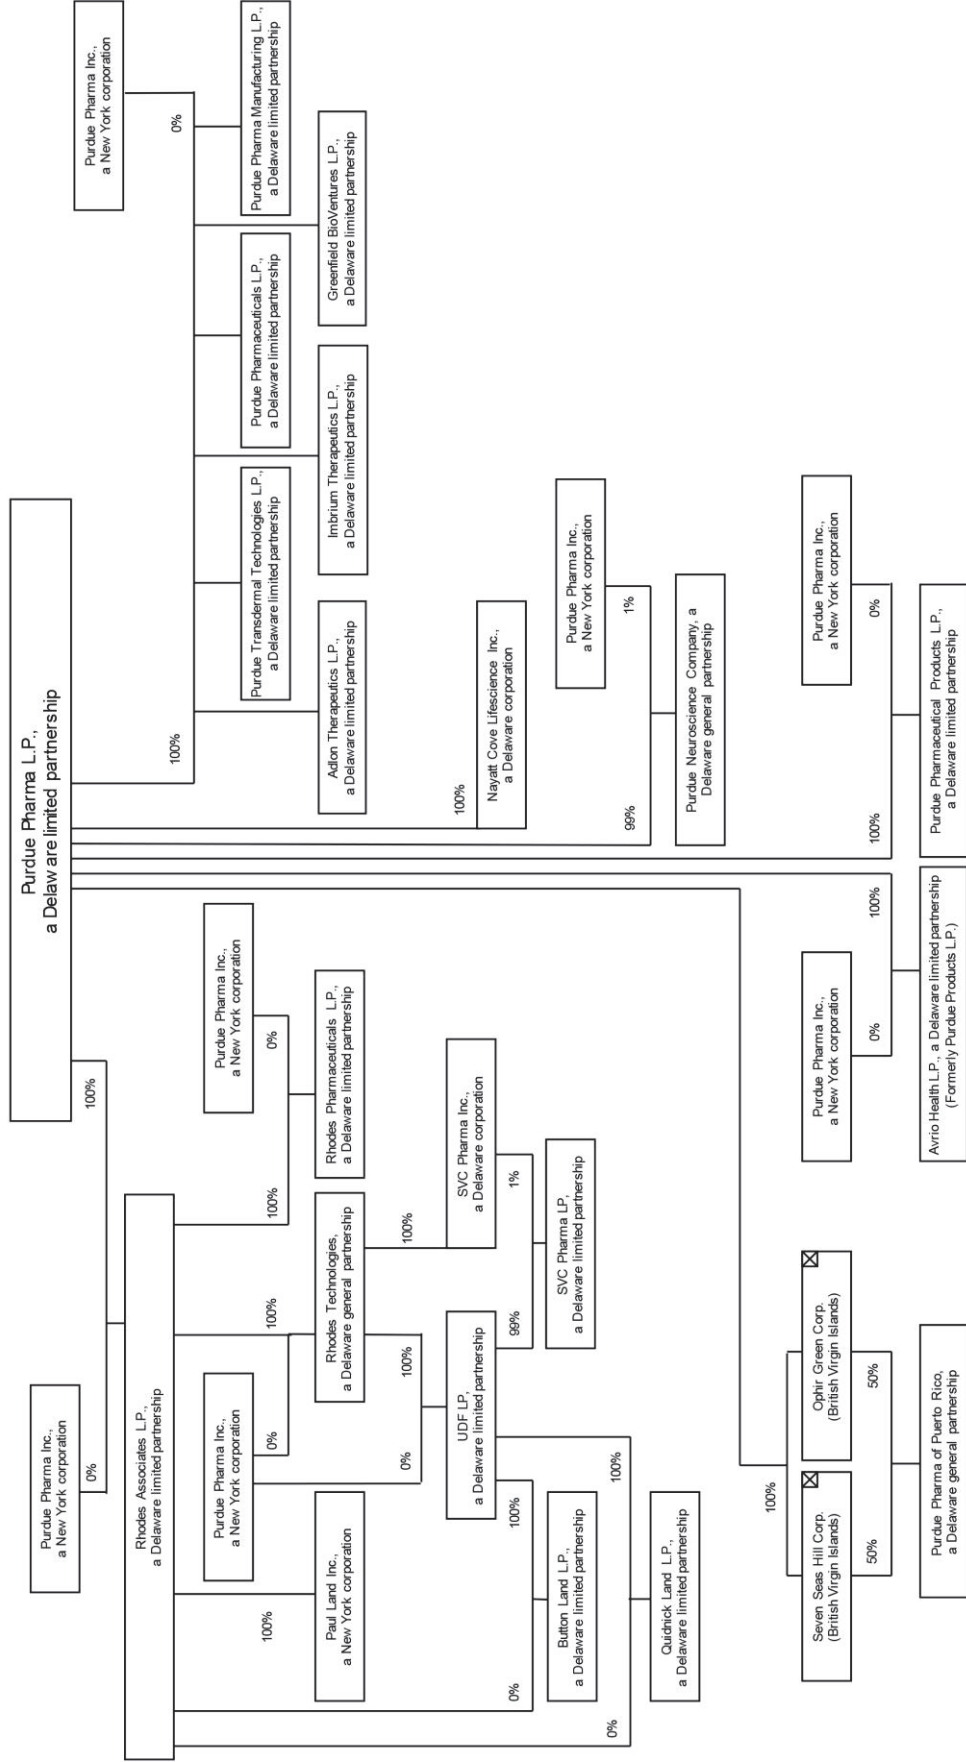 Purdue Pharma L.P.,
a Delaware limited partnership
Purdue Pharma Inc.,
a New York corporation
0%
100%
Rhodes Associates L.P.,
a Delaware limited partnership
Purdue Pharma Inc.,
a New York corporation
0%
100%
Rhodes Pharmaceuticals L.P.,
a Delaware limited partnership
Purdue Pharma Inc.,
a New York corporation
0%
100%
Rhodes Technologies,
a Delaware general partnership
100%
Paul Land Inc.,
a New York corporation
0%
100%
UDF LP,
a Delaware limited partnership
100%
SVC Pharma Inc.,
a Delaware corporation
99%
1%
SVC Pharma LP,
a Delaware limited partnership
0%
100%
Button Land L.P.,
a Delaware limited partnership
0%
100%
Quidnick Land L.P.,
a Delaware limited partnership
100%
Purdue Pharma Inc.,
a New York corporation
0%
Purdue Transdermal Technologies L.P.,
a Delaware limited partnership
Purdue Pharmaceuticals L.P.,
a Delaware limited partnership
Purdue Pharma Manufacturing L.P.,
a Delaware limited partnership
Adlon Therapeutics L.P.,
a Delaware limited partnership
Imbrium Therapeutics L.P.,
a Delaware limited partnership
Greenfield BioVentures L.P.,
a Delaware limited partnership
100%
Nayatt Cove Lifescience Inc.,
a Delaware corporation
Purdue Pharma Inc.,
a New York corporation
99%
1%
Purdue Neuroscience Company, a
Delaware general partnership
100%
Seven Seas Hill Corp.
(British Virgin Islands)
Ophir Green Corp.
(British Virgin Islands)
50%
50%
Purdue Pharma of Puerto Rico,
a Delaware general partnership
Purdue Pharma Inc.,
a New York corporation
0%
100%
Avrio Health L.P., a Delaware limited partnership
(Formerly Purdue Products L.P.)
Purdue Pharma Inc.,
a New York corporation
100%
0%
Purdue Pharmaceutical Products L.P.,
a Delaware limited partnership